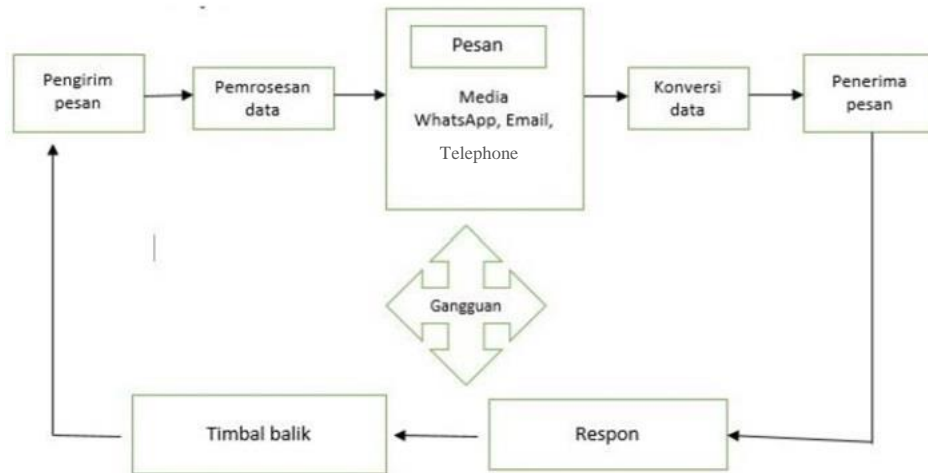 Pengirim
pesan
Pemrosesan
data
Pesan
Media
WhatsApp, Email,
Telephone
Konversi
data
Penerima
pesan
Gangguan
Timbal balik
Respon